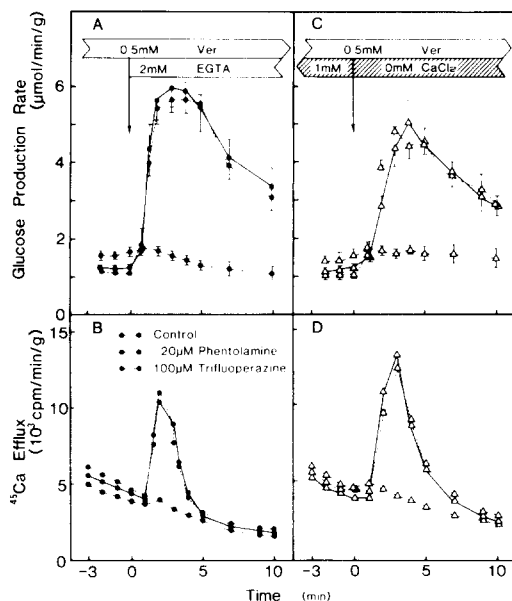 A
C
0.5mM Ver
0.5mM Ver
2mM EGTA
1mM
0mM CaCl₂
Glucose Production Rate
(μmol/min/g)
6
4
2
0
B
D
Control
20μM Phentolamine
100μM Trifluoperazine
⁴⁵Ca Efflux
(10³cpm/min/g)
15
10
5
0
-3 0 5 10
-3 0 5 10
Time (min)